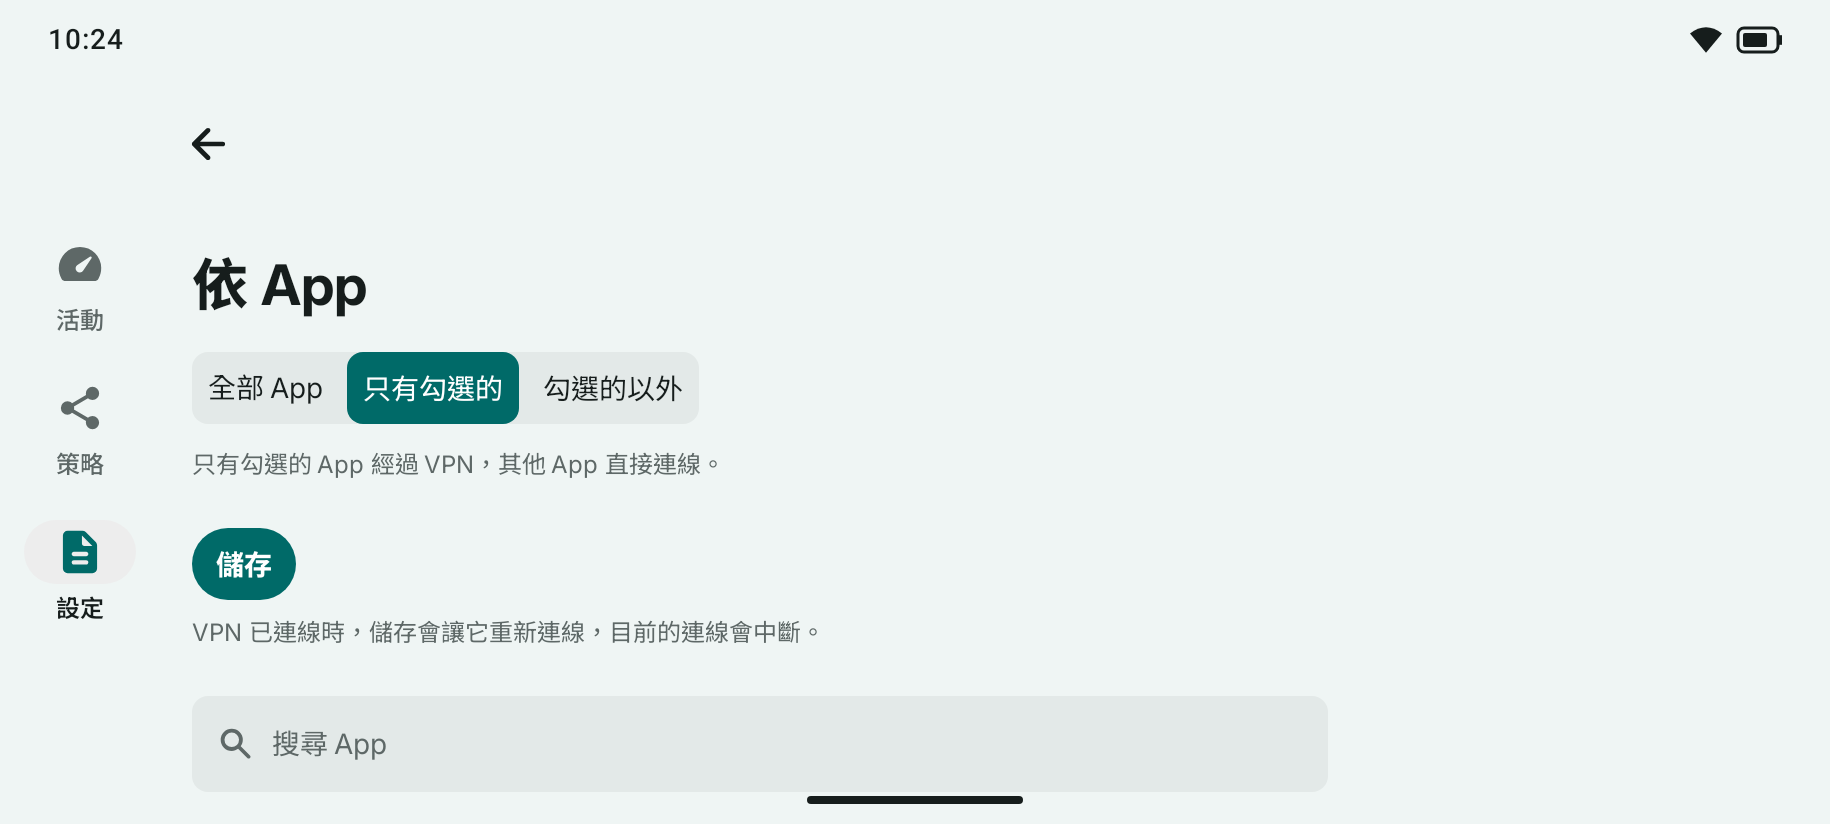 10:24
活動
策略
設定
依 App
全部 App
只有勾選的
勾選的以外
只有勾選的 App 經過 VPN，其他 App 直接連線。
儲存
VPN 已連線時，儲存會讓它重新連線，目前的連線會中斷。
搜尋 App